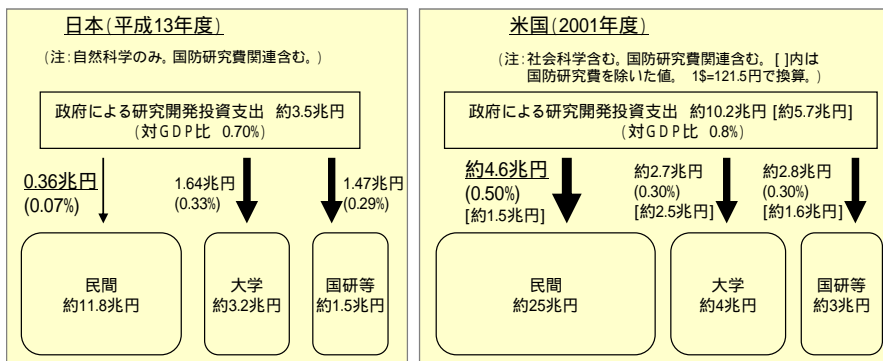 日本(平成13年度)
(注:自然科学のみ。国防研究費関連含む。)
政府による研究開発投資支出 約3.5兆円
(対GDP比 0.70%)
0.36兆円
(0.07%)
1.64兆円
(0.33%)
1.47兆円
(0.29%)
民間
約11.8兆円
大学
約3.2兆円
国研等
約1.5兆円
米国(2001年度)
(注:社会科学含む。国防研究費関連含む。[ ]内は
国防研究費を除いた値。 1$=121.5円で換算。)
政府による研究開発投資支出 約10.2兆円 [約5.7兆円]
(対GDP比 0.8%)
約4.6兆円
(0.50%)
[約1.5兆円]
約2.7兆円
(0.30%)
[約2.5兆円]
約2.8兆円
(0.30%)
[約1.6兆円]
民間
約25兆円
大学
約4兆円
国研等
約3兆円